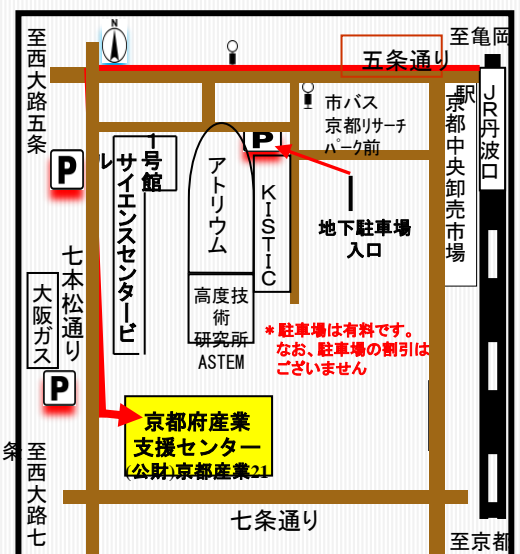 N
至亀岡
五条通り
至西大路五条
JR丹波口
駅
京都中央卸売市場
市バス
京都リサーチ
パーク前
P
1号館
サイエンスセンタービ
ル
アトリウム
KISTIC
地下駐車場
入口
P
七本松通り
大阪ガス
高度技
術
研究所
ASTEM
*駐車場は有料です。
なお、駐車場の割引は
ございません
P
京都府産業
支援センター
(公財)京都産業21
至西大路七
条
七条通り
至京都